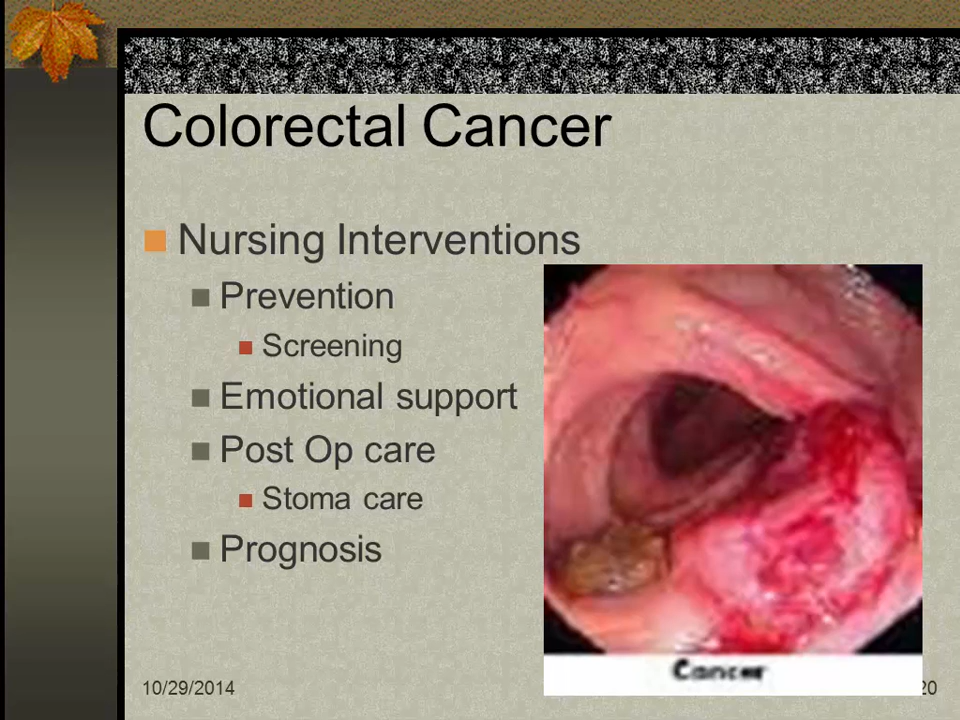 Colorectal Cancer
Nursing Interventions
Prevention
Screening
Emotional support
Post Op care
Stoma care
Prognosis
Cancer
10/29/2014
20